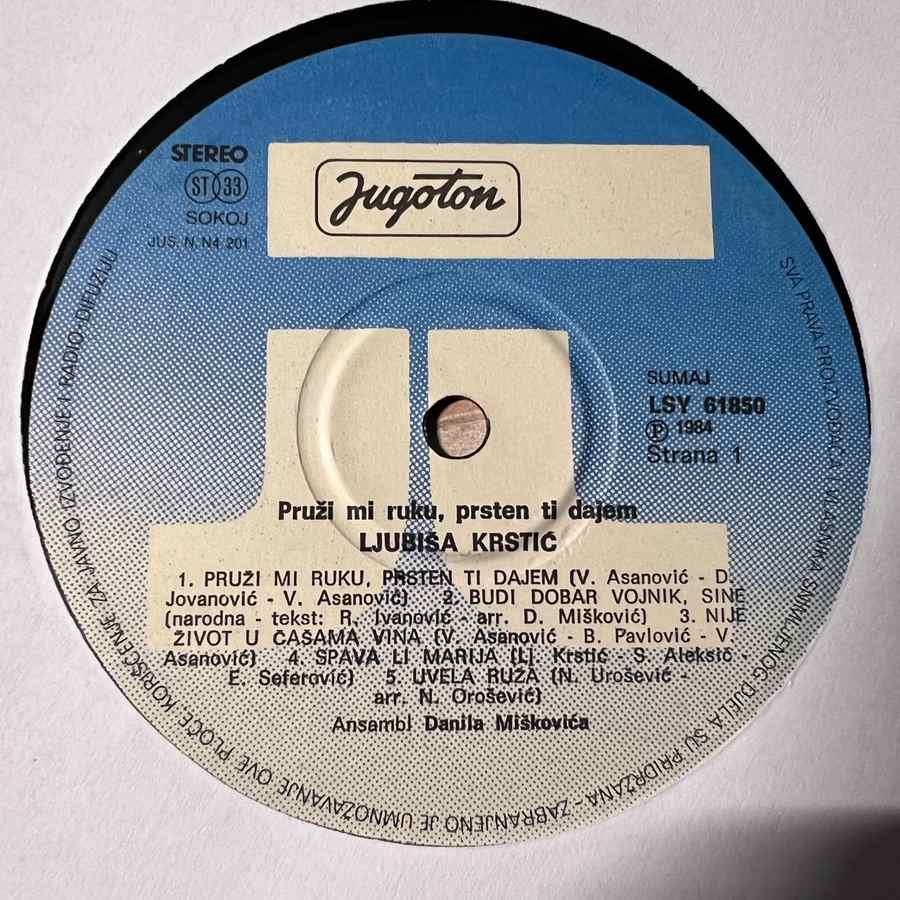 STEREO
ST 33
SOKOJ
JUS. N. N4 201
Jugoton
SUMAJ
LSY 61850
℗ 1984
Strana 1
Pruži mi ruku, prsten ti dajem
LJUBIŠA KRSTIĆ
1. PRUŽI MI RUKU, PRSTEN TI DAJEM (V. Asanović - D.
Jovanović - V. Asanović) 2. BUDI DOBAR VOJNIK, SINE
(narodna - tekst: R. Ivanović - arr. D. Mišković) 3. NIJE
ŽIVOT U ČAŠAMA VINA (V. Asanović - B. Pavlović - V.
Asanović) 4. SPAVA LI MARIJA (Lj. Krstić - S. Aleksić -
E. Seferović) 5. UVELA RUŽA (N. Urošević -
arr. N. Orošević)
Ansambl Danila Miškovića
SVA PRAVA PROIZVOĐAČA I VLASNIKA SNIMLJENOG DJELA SU PRIDRŽANA - ZABRANJENO JE UMNOŽAVANJE OVE PLOČE, KORIŠĆENJE ZA JAVNO IZVOĐENJE I RADIO-DIFUZIJU